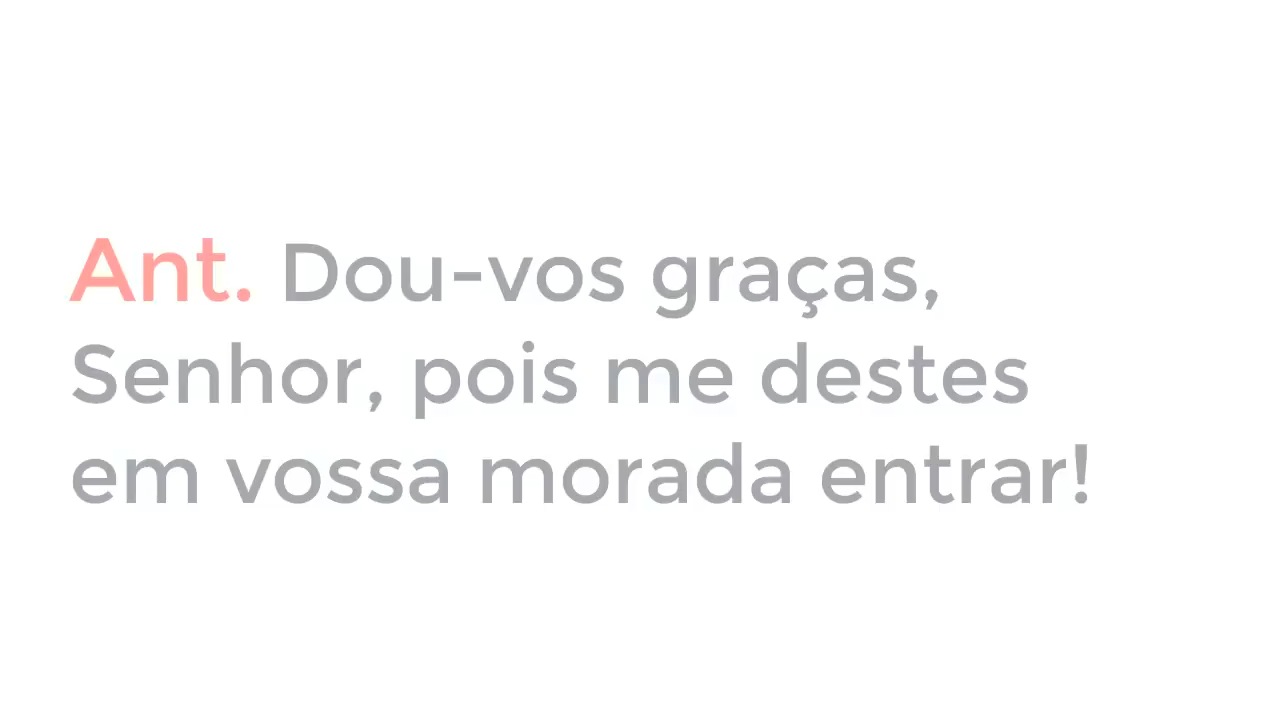 Ant. Dou-vos graças,
Senhor, pois me destes
em vossa morada entrar!